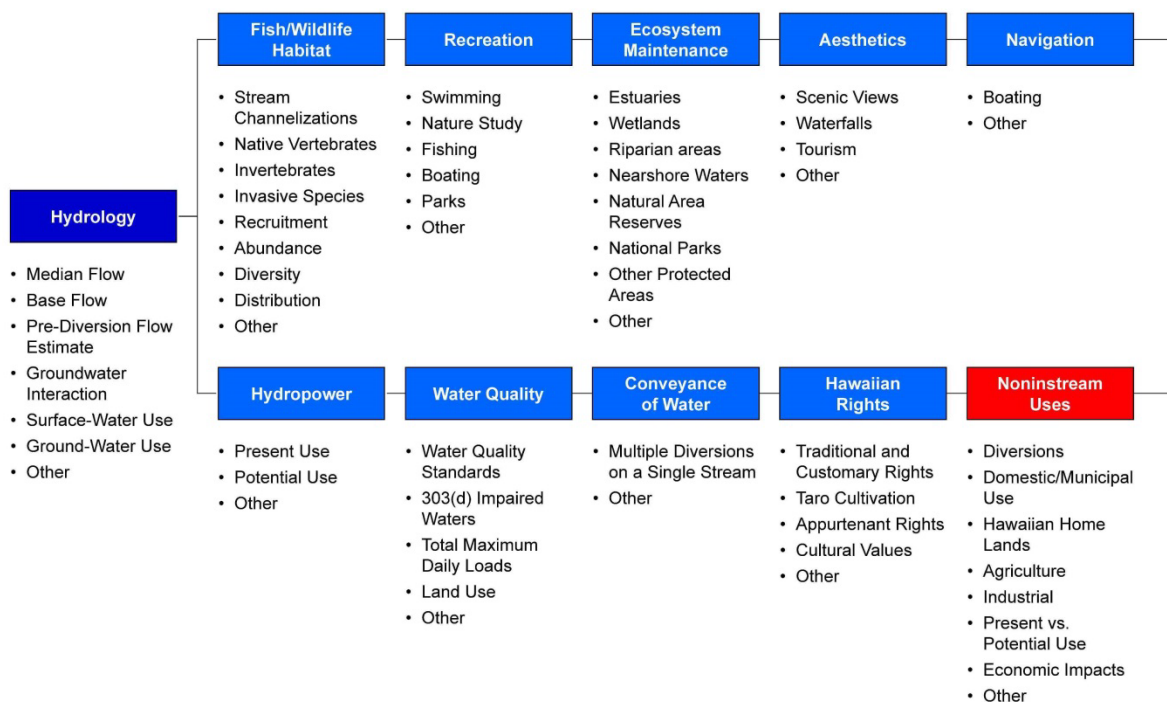 Fish/Wildlife
Habitat
• Stream
Channelizations
• Native Vertebrates
• Invertebrates
• Invasive Species
• Recruitment
• Abundance
• Diversity
• Distribution
• Other
Recreation
• Swimming
• Nature Study
• Fishing
• Boating
• Parks
• Other
Ecosystem
Maintenance
• Estuaries
• Wetlands
• Riparian areas
• Nearshore Waters
• Natural Area
Reserves
• National Parks
• Other Protected
Areas
• Other
Aesthetics
• Scenic Views
• Waterfalls
• Tourism
• Other
Navigation
• Boating
• Other
Hydrology
• Median Flow
• Base Flow
• Pre-Diversion Flow
Estimate
• Groundwater
Interaction
• Surface-Water Use
• Ground-Water Use
• Other
Hydropower
• Present Use
• Potential Use
• Other
Water Quality
• Water Quality
Standards
• 303(d) Impaired
Waters
• Total Maximum
Daily Loads
• Land Use
• Other
Conveyance
of Water
• Multiple Diversions
on a Single Stream
• Other
Hawaiian
Rights
• Traditional and
Customary Rights
• Taro Cultivation
• Appurtenant Rights
• Cultural Values
• Other
Noninstream
Uses
• Diversions
• Domestic/Municipal
Use
• Hawaiian Home
Lands
• Agriculture
• Industrial
• Present vs.
Potential Use
• Economic Impacts
• Other